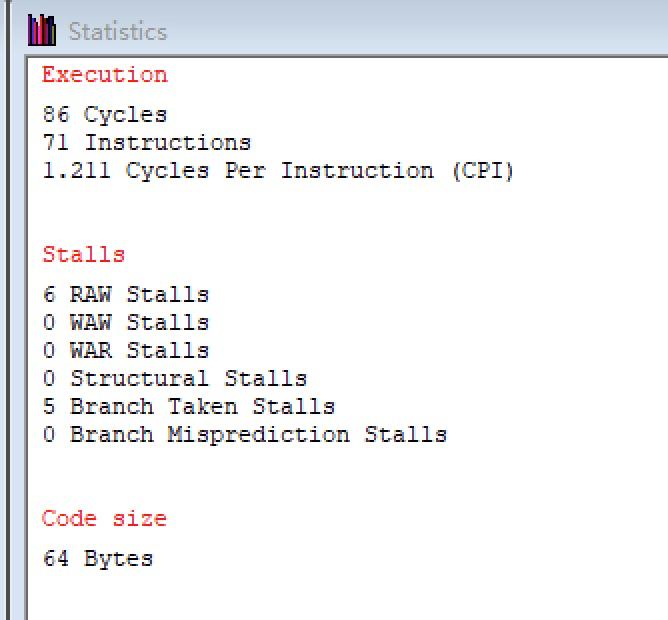 Statistics
Execution
86 Cycles
71 Instructions
1.211 Cycles Per Instruction (CPI)
Stalls
6 RAW Stalls
0 WAW Stalls
0 WAR Stalls
0 Structural Stalls
5 Branch Taken Stalls
0 Branch Misprediction Stalls
Code size
64 Bytes